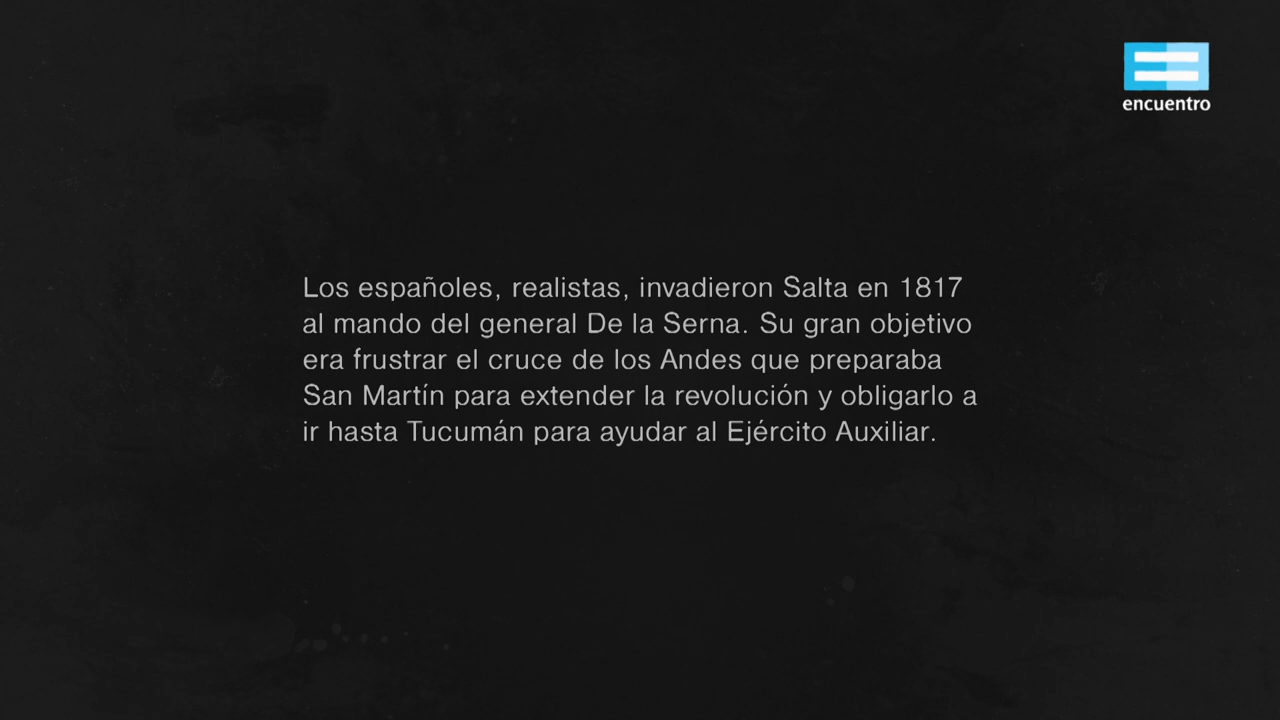 encuentro
Los españoles, realistas, invadieron Salta en 1817
al mando del general De la Serna. Su gran objetivo
era frustrar el cruce de los Andes que preparaba
San Martín para extender la revolución y obligarlo a
ir hasta Tucumán para ayudar al Ejército Auxiliar.